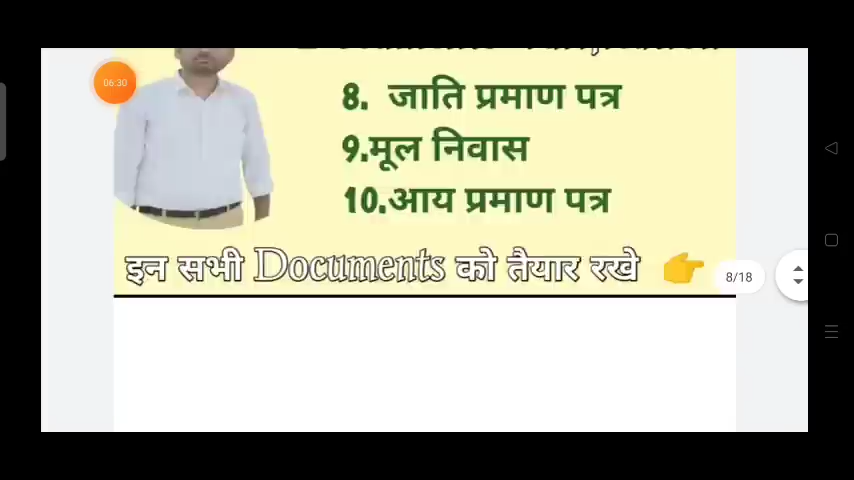 06:30
8. जाति प्रमाण पत्र
9.मूल निवास
10.आय प्रमाण पत्र
इन सभी Documents को तैयार रखे
8/18